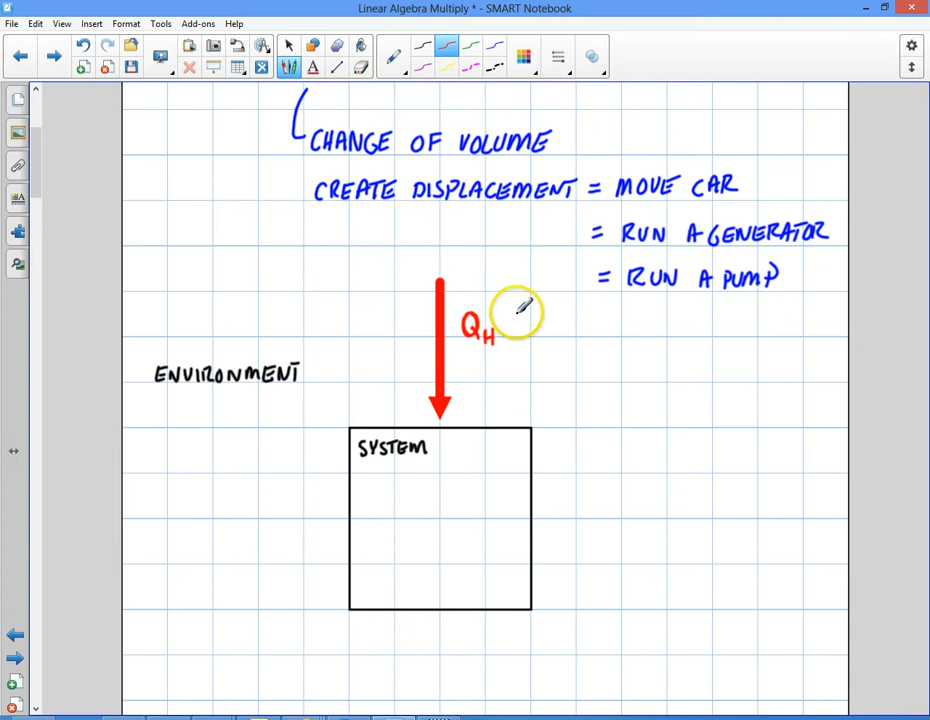 Linear Algebra Multiply * - SMART Notebook
File Edit View Insert Format Tools Add-ons Help
CHANGE OF VOLUME
CREATE DISPLACEMENT = MOVE CAR
= RUN A GENERATOR
= RUN A PUMP
QH
ENVIRONMENT
SYSTEM